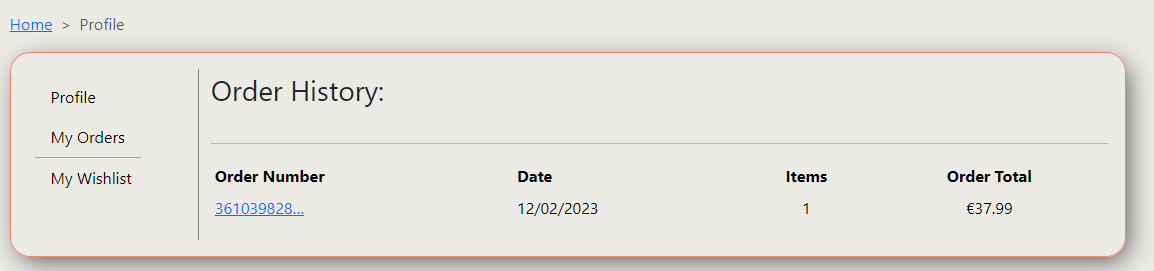 Home > Profile
Profile
My Orders
My Wishlist
Order History:
Order Number Date Items Order Total
361039828... 12/02/2023 1 €37.99